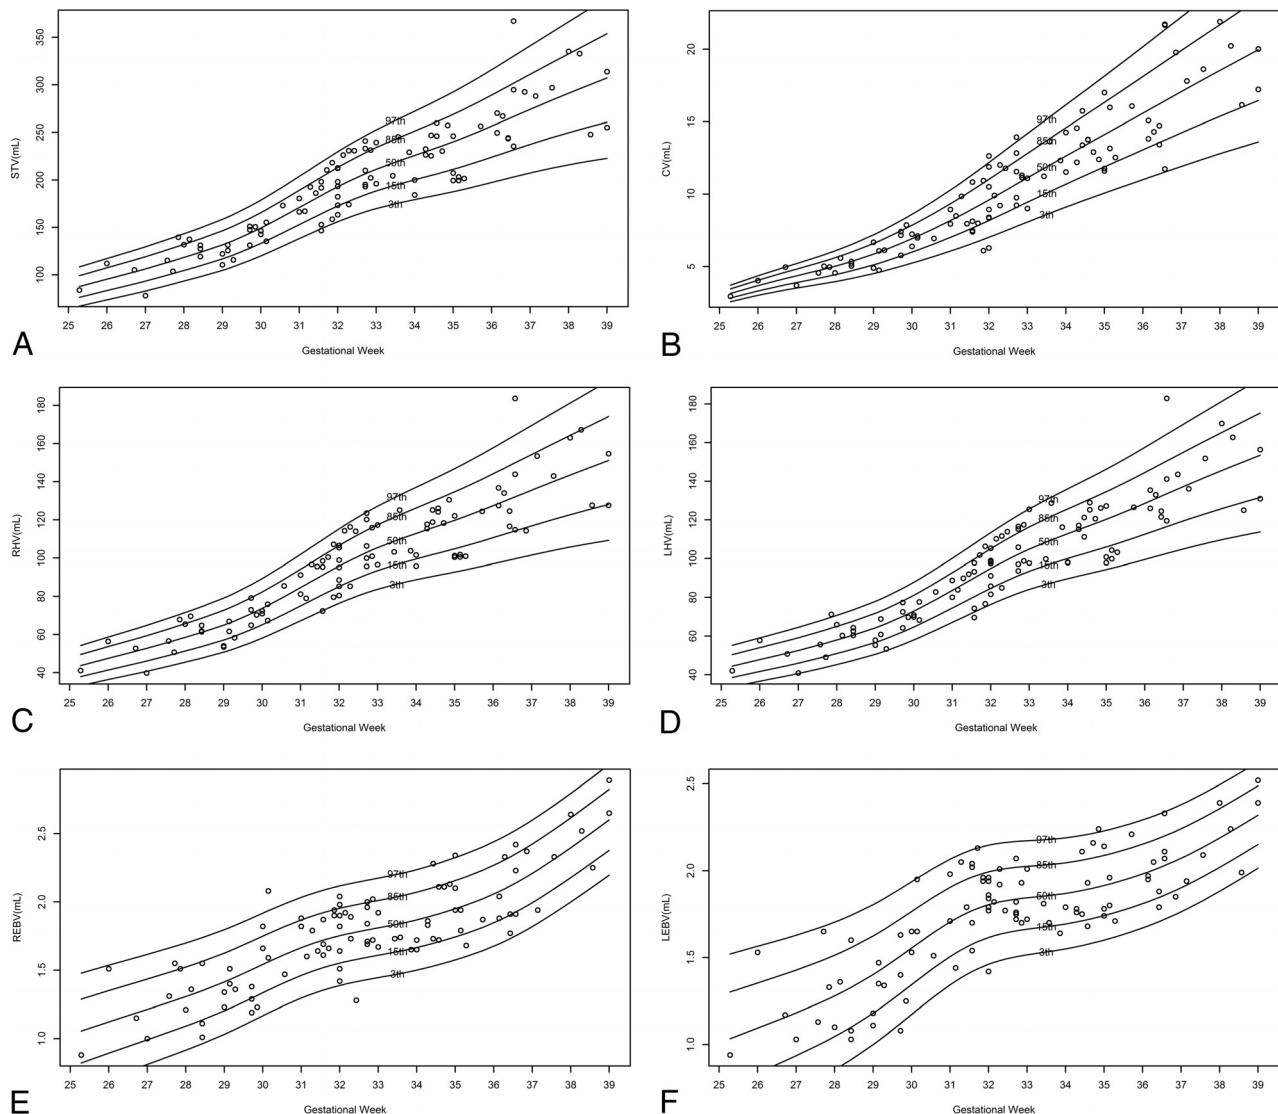 350
300
250
200
150
100
STV(mL)
97th
85th
50th
15th
3th
25 26 27 28 29 30 31 32 33 34 35 36 37 38 39
Gestational Week
A
20
15
10
5
CV(mL)
97th
85th
50th
15th
3th
25 26 27 28 29 30 31 32 33 34 35 36 37 38 39
Gestational Week
B
180
160
140
120
100
80
60
40
RHV(mL)
97th
85th
50th
15th
3th
25 26 27 28 29 30 31 32 33 34 35 36 37 38 39
Gestational Week
C
180
160
140
120
100
80
60
40
LHV(mL)
97th
85th
50th
15th
3th
25 26 27 28 29 30 31 32 33 34 35 36 37 38 39
Gestational Week
D
2.5
2.0
1.5
1.0
REBV(mL)
97th
85th
50th
15th
3th
25 26 27 28 29 30 31 32 33 34 35 36 37 38 39
Gestational Week
E
2.5
2.0
1.5
1.0
LEBV(mL)
97th
85th
50th
15th
3th
25 26 27 28 29 30 31 32 33 34 35 36 37 38 39
Gestational Week
F